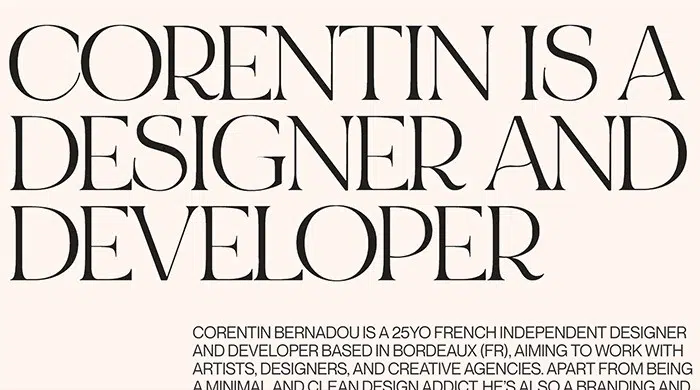 CORENTIN IS A
DESIGNER AND
DEVELOPER
CORENTIN BERNADOU IS A 25YO FRENCH INDEPENDENT DESIGNER
AND DEVELOPER BASED IN BORDEAUX (FR), AIMING TO WORK WITH
ARTISTS, DESIGNERS, AND CREATIVE AGENCIES. APART FROM BEING
A MINIMAL AND CLEAN DESIGN ADDICT, HE'S ALSO A BRANDING AND